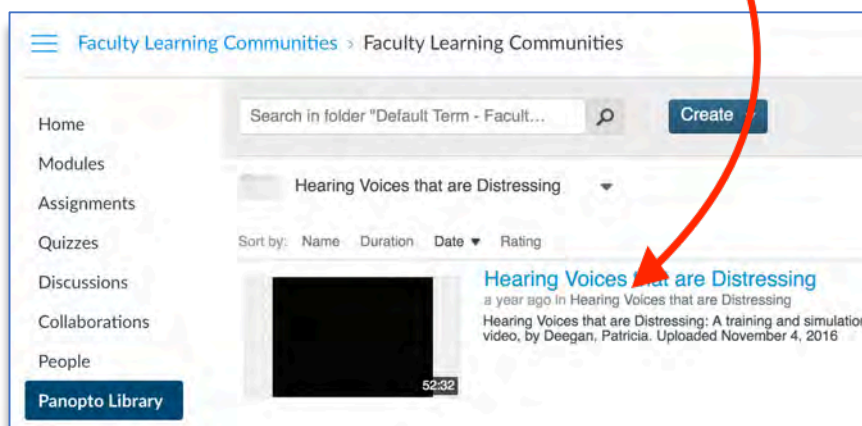 Faculty Learning Communities › Faculty Learning Communities
Search in folder "Default Term - Facult...
Create
Home
Modules
Assignments
Quizzes
Discussions
Collaborations
People
Panopto Library
Hearing Voices that are Distressing
Sort by: Name Duration Date Rating
Hearing Voices that are Distressing
a year ago in Hearing Voices that are Distressing
Hearing Voices that are Distressing: A training and simulation
video, by Deegan, Patricia. Uploaded November 4, 2016
52:32